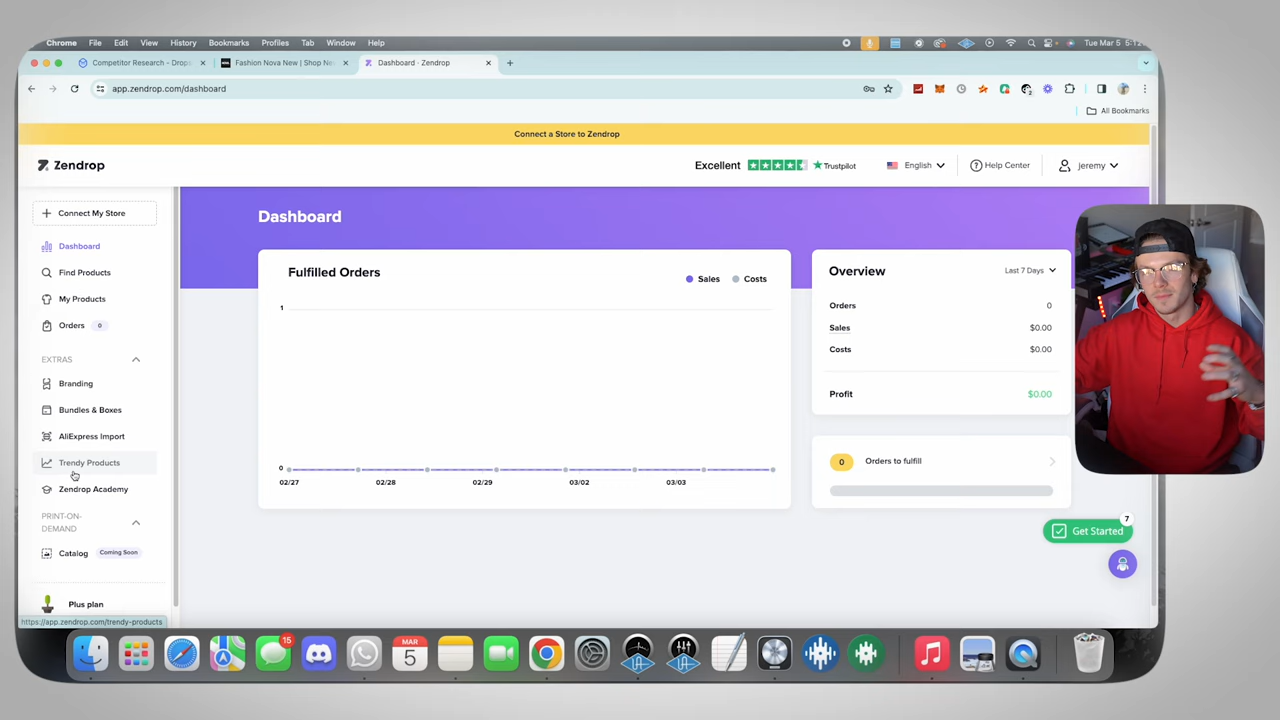 Chrome File Edit View History Bookmarks Profiles Tab Window Help
Tue Mar 5
Competitor Research - Drops
Fashion Nova New | Shop Ne
Dashboard - Zendrop
app.zendrop.com/dashboard
All Bookmarks
Connect a Store to Zendrop
Zendrop
Excellent
Trustpilot
English
Help Center
jeremy
Connect My Store
Dashboard
Find Products
My Products
Orders 0
EXTRAS
Branding
Bundles & Boxes
AliExpress Import
Trendy Products
Zendrop Academy
PRINT-ON-
DEMAND
Catalog Coming Soon
Plus plan
https://app.zendrop.com/trendy-products
Dashboard
Fulfilled Orders
Sales Costs
1
0
02/27 02/28 02/29 03/02 03/03
Overview
Last 7 Days
Orders 0
Sales $0.00
Costs $0.00
Profit $0.00
0 Orders to fulfill
7
Get Started
15
MAR
5